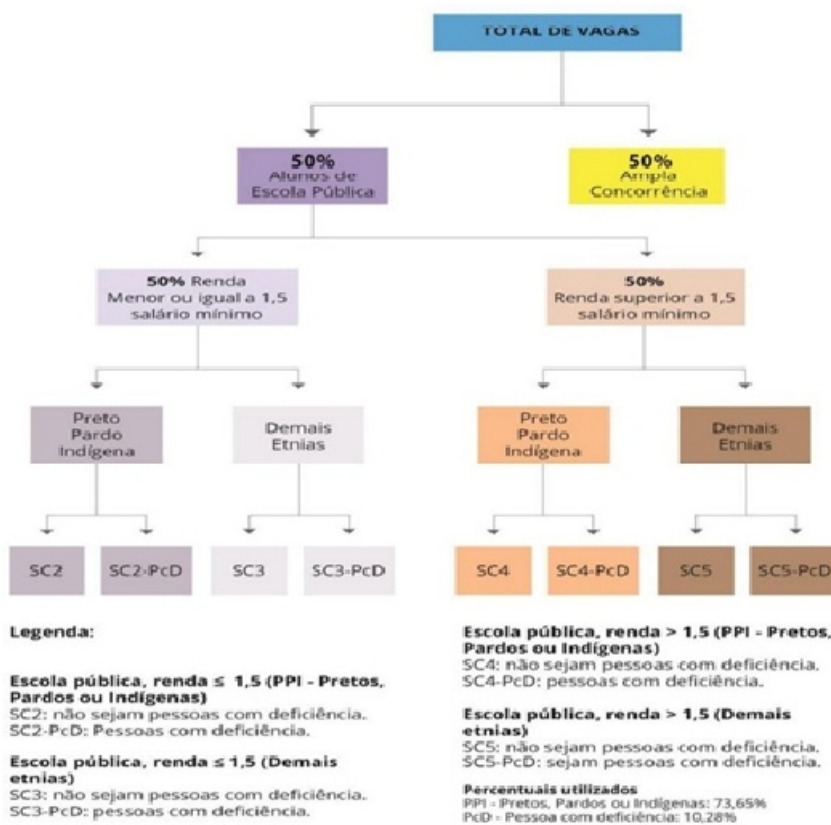 TOTAL DE VAGAS
50%
Alunos de
Escola Pública
50%
Ampla
Concorrência
50% Renda
Menor ou igual a 1,5
salário mínimo
50%
Renda superior a 1,5
salário mínimo
Preto
Pardo
Indígena
Demais
Etnias
Preto
Pardo
Indígena
Demais
Etnias
SC2
SC2-PcD
SC3
SC3-PcD
SC4
SC4-PcD
SC5
SC5-PcD
Legenda:
Escola pública, renda ≤ 1,5 (PPI - Pretos,
Pardos ou Indígenas)
SC2: não sejam pessoas com deficiência.
SC2-PcD: Pessoas com deficiência.
Escola pública, renda ≤ 1,5 (Demais
etnias)
SC3: não sejam pessoas com deficiência.
SC3-PcD: pessoas com deficiência.
Escola pública, renda > 1,5 (PPI - Pretos,
Pardos ou Indígenas)
SC4: não sejam pessoas com deficiência.
SC4-PcD: pessoas com deficiência.
Escola pública, renda > 1,5 (Demais
etnias)
SC5: não sejam pessoas com deficiência.
SC5-PcD: sejam pessoas com deficiência.
Percentuais utilizados
PPI - Pretos, Pardos ou Indígenas: 73,65%
PcD - Pessoa com deficiência: 10,28%